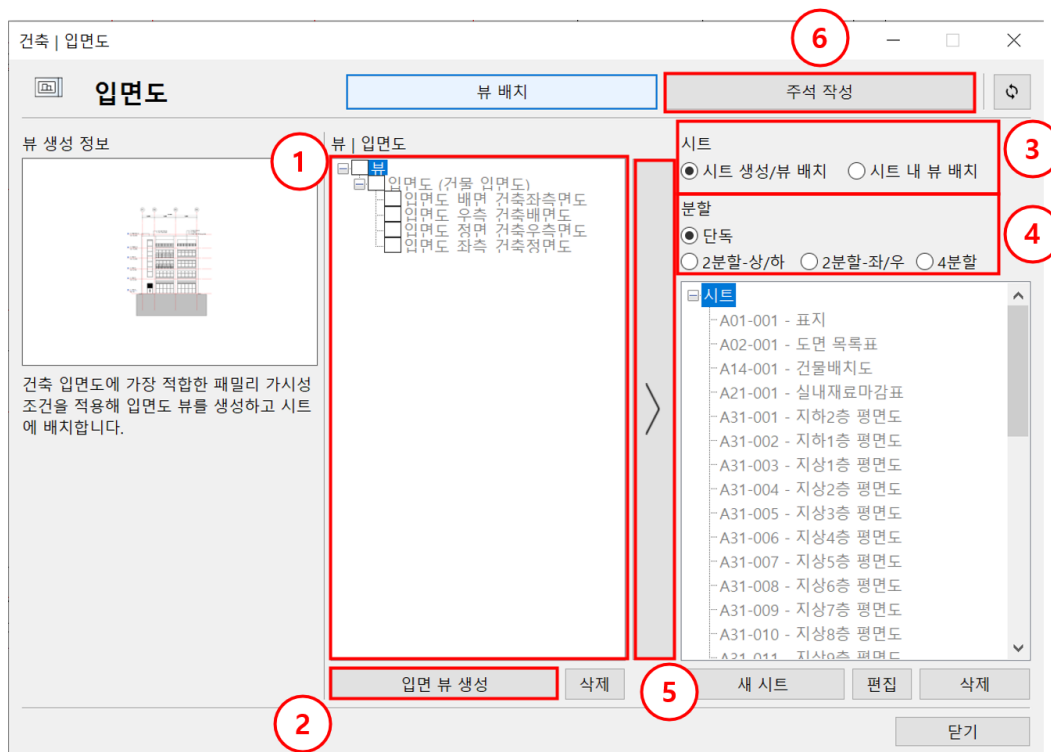 6
건축 | 입면도
입면도
뷰 배치
주석 작성
뷰 생성 정보
1
뷰 | 입면도
뷰
입면도 (건물 입면도)
입면도 배면 건축좌측면도
입면도 우측 건축배면도
입면도 정면 건축우측면도
입면도 좌측 건축정면도
건축 입면도에 가장 적합한 패밀리 가시성
조건을 적용해 입면도 뷰를 생성하고 시트
에 배치합니다.
시트
시트 생성/뷰 배치 시트 내 뷰 배치
3
분할
단독
2분할-상/하 2분할-좌/우 4분할
4
시트
A01-001 - 표지
A02-001 - 도면 목록표
A14-001 - 건물배치도
A21-001 - 실내재료마감표
A31-001 - 지하2층 평면도
A31-002 - 지하1층 평면도
A31-003 - 지상1층 평면도
A31-004 - 지상2층 평면도
A31-005 - 지상3층 평면도
A31-006 - 지상4층 평면도
A31-007 - 지상5층 평면도
A31-008 - 지상6층 평면도
A31-009 - 지상7층 평면도
A31-010 - 지상8층 평면도
A31-011 - 지상9층 평면도
입면 뷰 생성 삭제
5
새 시트 편집 삭제
2
닫기